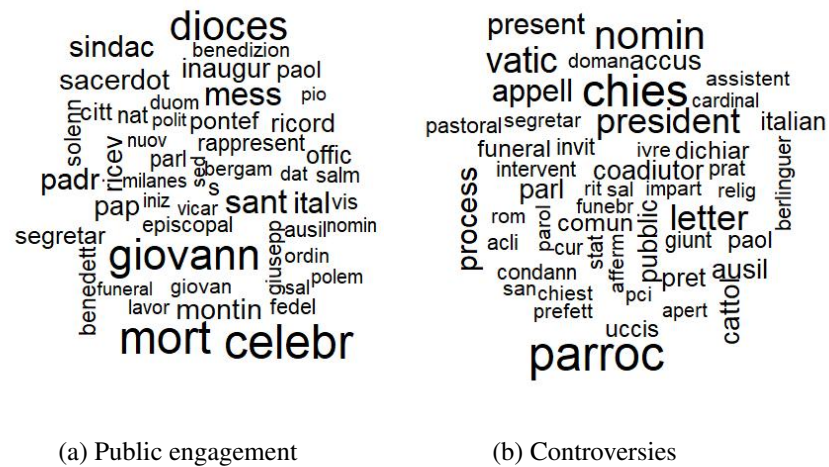 dioces
sindac benedizion
inaugur paol
sacerdot
mess pio
duom
citt nat polit pontef ricord
solenn
nuov rappresent
ricev parl offic
sed bergam dat salm
padr milanes s
pap iniz vicar sant ital vis
episcopal ausil nomin
segretar giovann giusepp ordin
benedett polem
funeral giovan sal
lavor montin fedel
mort celebr
present nomin
vatic doman accus
assistent
appell chies cardinal
pastoral segretar president italian
funeral invit ivre dichiar
intervent coadiutor prat
process parl rit sal impart relig berlinguer
funebr
rom parol comun letter
acli cur stat pubblic giunt paol
afferm
condann pret ausil
san chiest pci cattol
prefett apert
uccis
parroc
(a) Public engagement
(b) Controversies